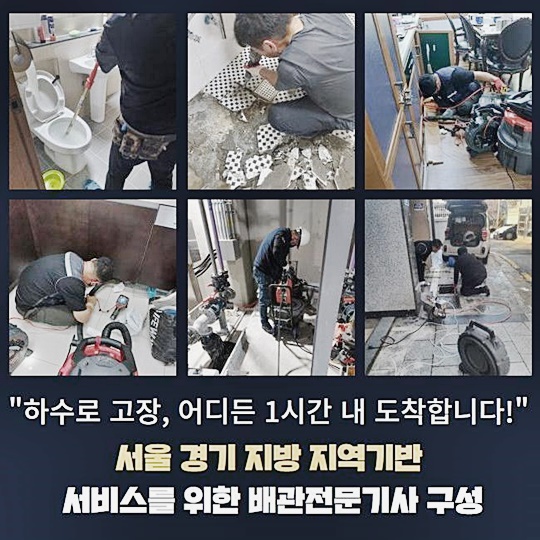 "하수로 고장, 어디든 1시간 내 도착합니다!"
서울 경기 지방 지역기반
서비스를 위한 배관전문기사 구성